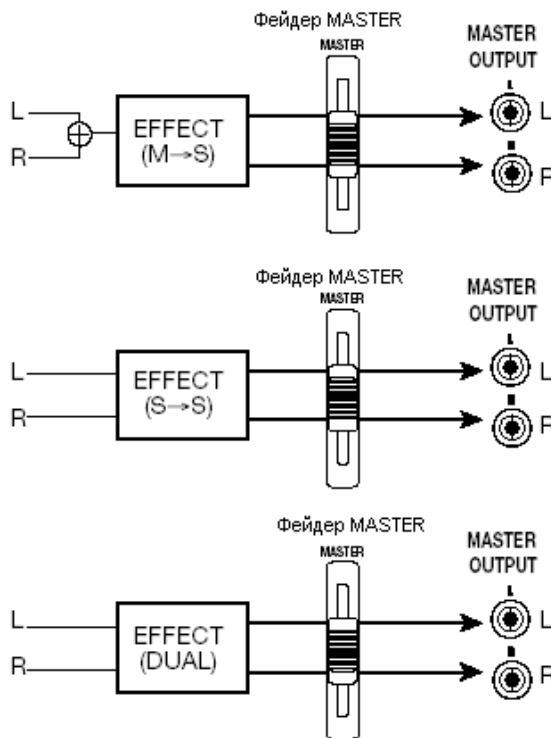 Фейдер MASTER
MASTER
MASTER
OUTPUT
L
L
L
EFFECT
(M→S)
R
R
R
Фейдер MASTER
MASTER
MASTER
OUTPUT
L
L
L
EFFECT
(S→S)
R
R
R
Фейдер MASTER
MASTER
MASTER
OUTPUT
L
L
L
EFFECT
(DUAL)
R
R
R